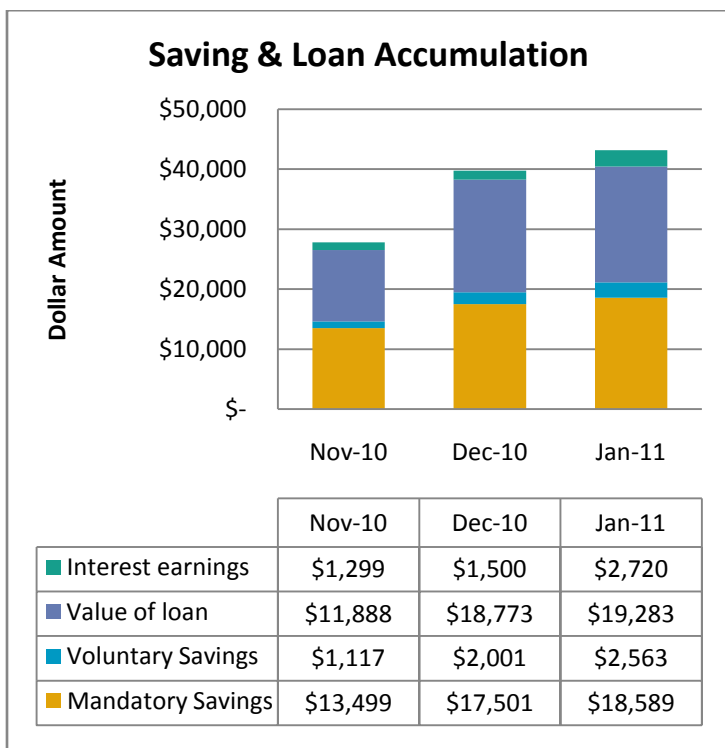 Saving & Loan Accumulation
$50,000
$40,000
$30,000
$20,000
$10,000
$-
Dollar Amount
Nov-10 Dec-10 Jan-11
Nov-10 Dec-10 Jan-11
Interest earnings $1,299 $1,500 $2,720
Value of loan $11,888 $18,773 $19,283
Voluntary Savings $1,117 $2,001 $2,563
Mandatory Savings $13,499 $17,501 $18,589